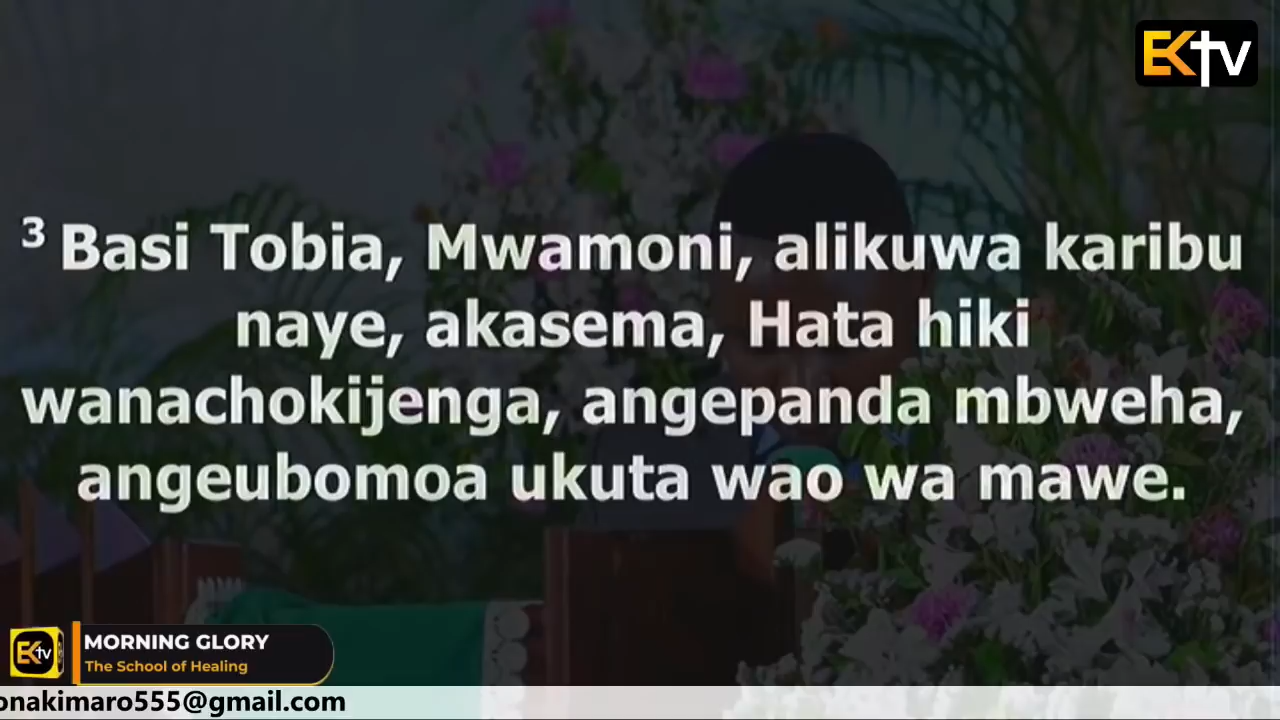 EKTV
3 Basi Tobia, Mwamoni, alikuwa karibu
naye, akasema, Hata hiki
wanachokijenga, angepanda mbweha,
angeubomoa ukuta wao wa mawe.
EKTV
MORNING GLORY
The School of Healing
onakimaro555@gmail.com